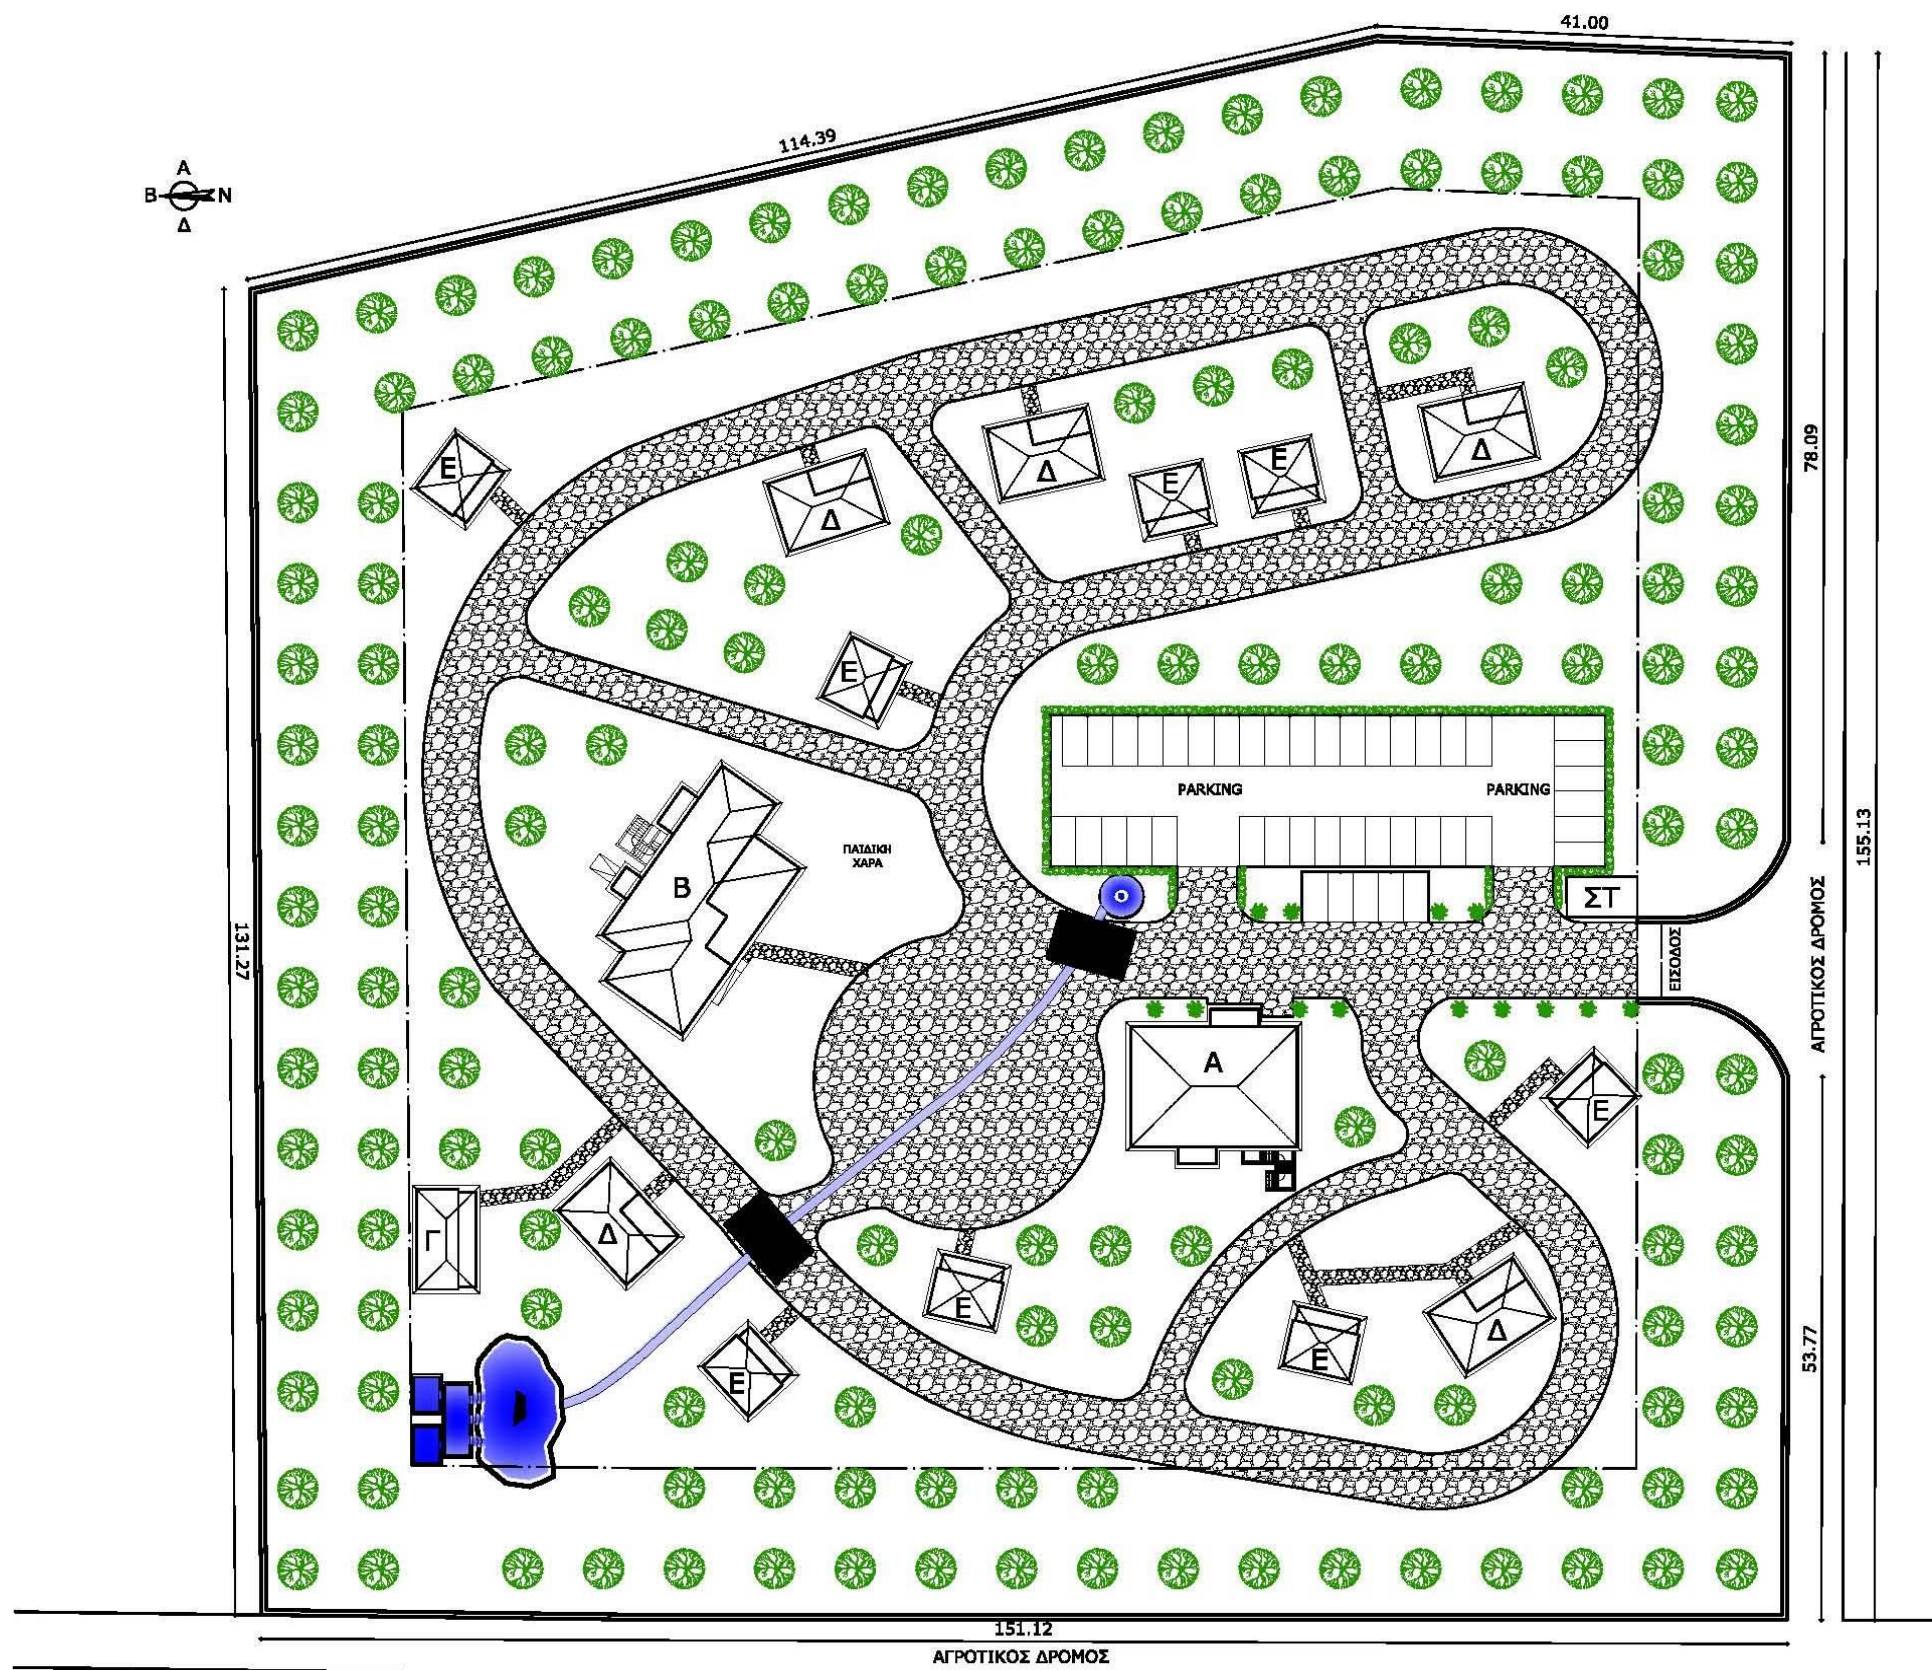 41.00
114.39
Α
Β Ν
Δ
Ε
Δ
Δ
Ε
Ε
Δ
78.09
Ε
PARKING
PARKING
ΠΑΙΔΙΚΗ
ΧΑΡΑ
Β
ΣΤ
155.13
131.27
ΕΙΣΟΔΟΣ
ΑΓΡΟΤΙΚΟΣ ΔΡΟΜΟΣ
Α
Ε
Γ
Δ
Ε
Ε
Δ
Ε
53.77
151.12
ΑΓΡΟΤΙΚΟΣ ΔΡΟΜΟΣ